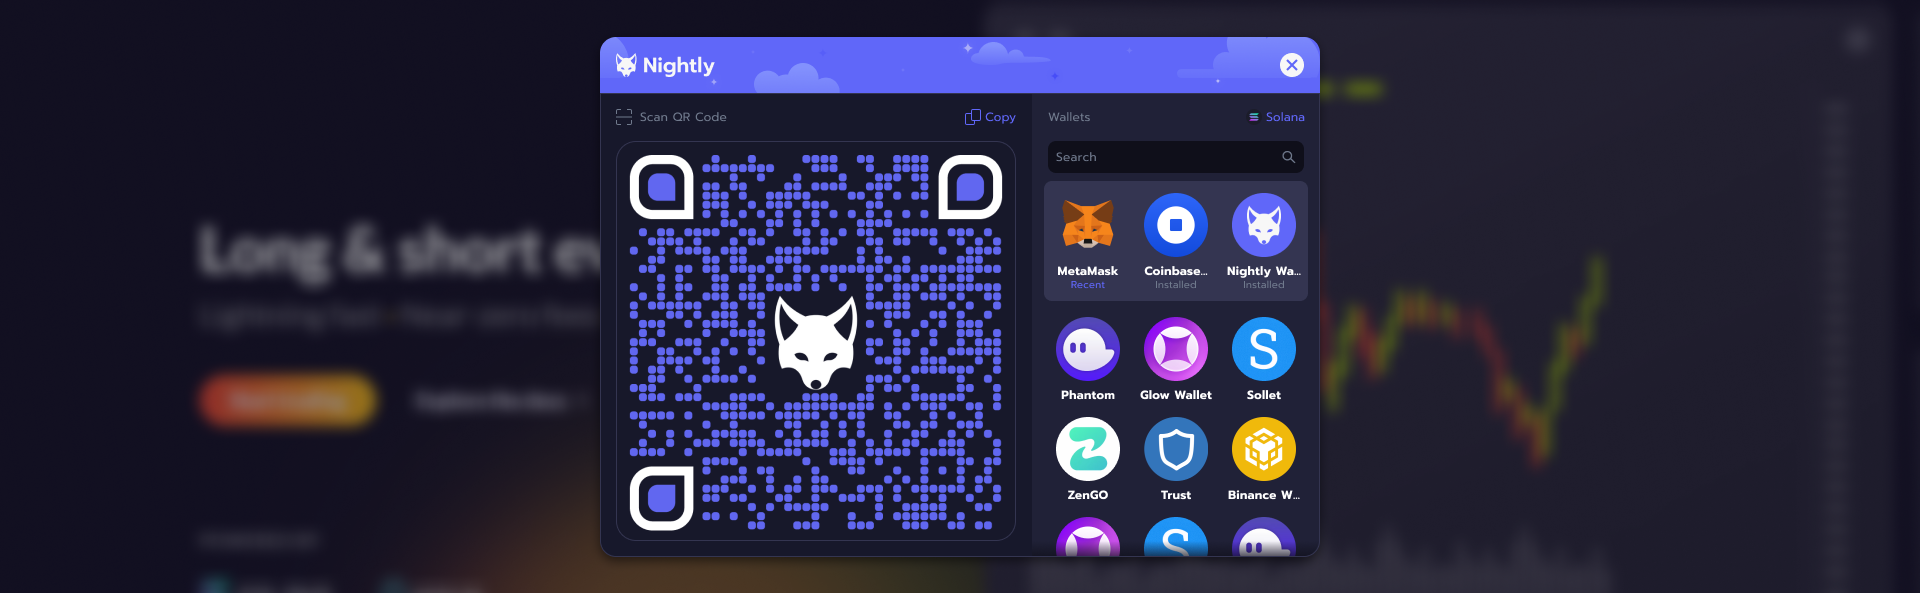 Nightly
Scan QR Code
Copy
Wallets
Solana
Search
MetaMask
Recent
Coinbase...
Installed
Nightly Wa...
Installed
Phantom
Glow Wallet
Sollet
ZenGO
Trust
Binance W...
Long & short ev